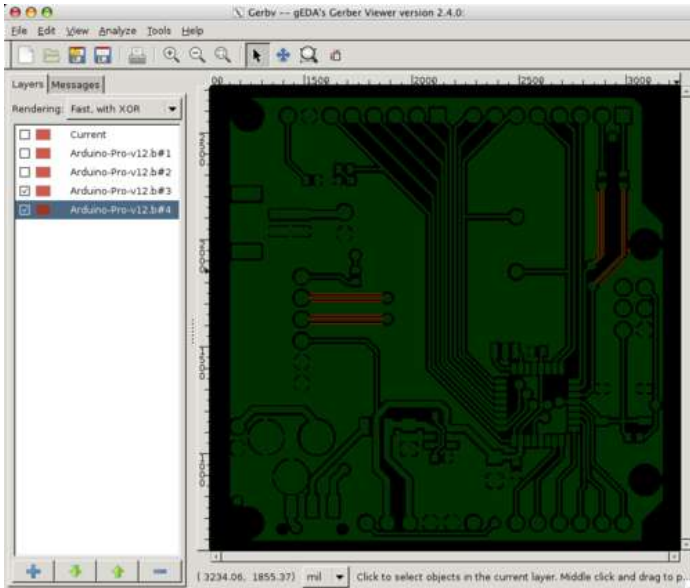 Gerbv -- gEDA's Gerber Viewer version 2.4.0:
File Edit View Analyze Tools Help
Layers Messages
Rendering: Fast, with XOR
Current
Arduino-Pro-v12.b#1
Arduino-Pro-v12.b#2
Arduino-Pro-v12.b#3
Arduino-Pro-v12.b#4
00 1500 2000 2500 3000
1500
1000
(3234.06, 1855.37) mil Click to select objects in the current layer. Middle click and drag to